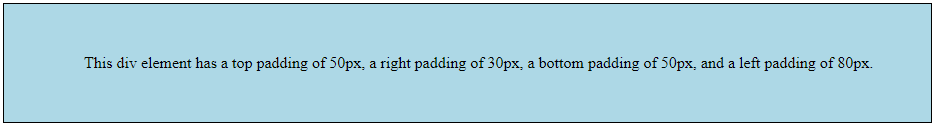 This div element has a top padding of 50px, a right padding of 30px, a bottom padding of 50px, and a left padding of 80px.